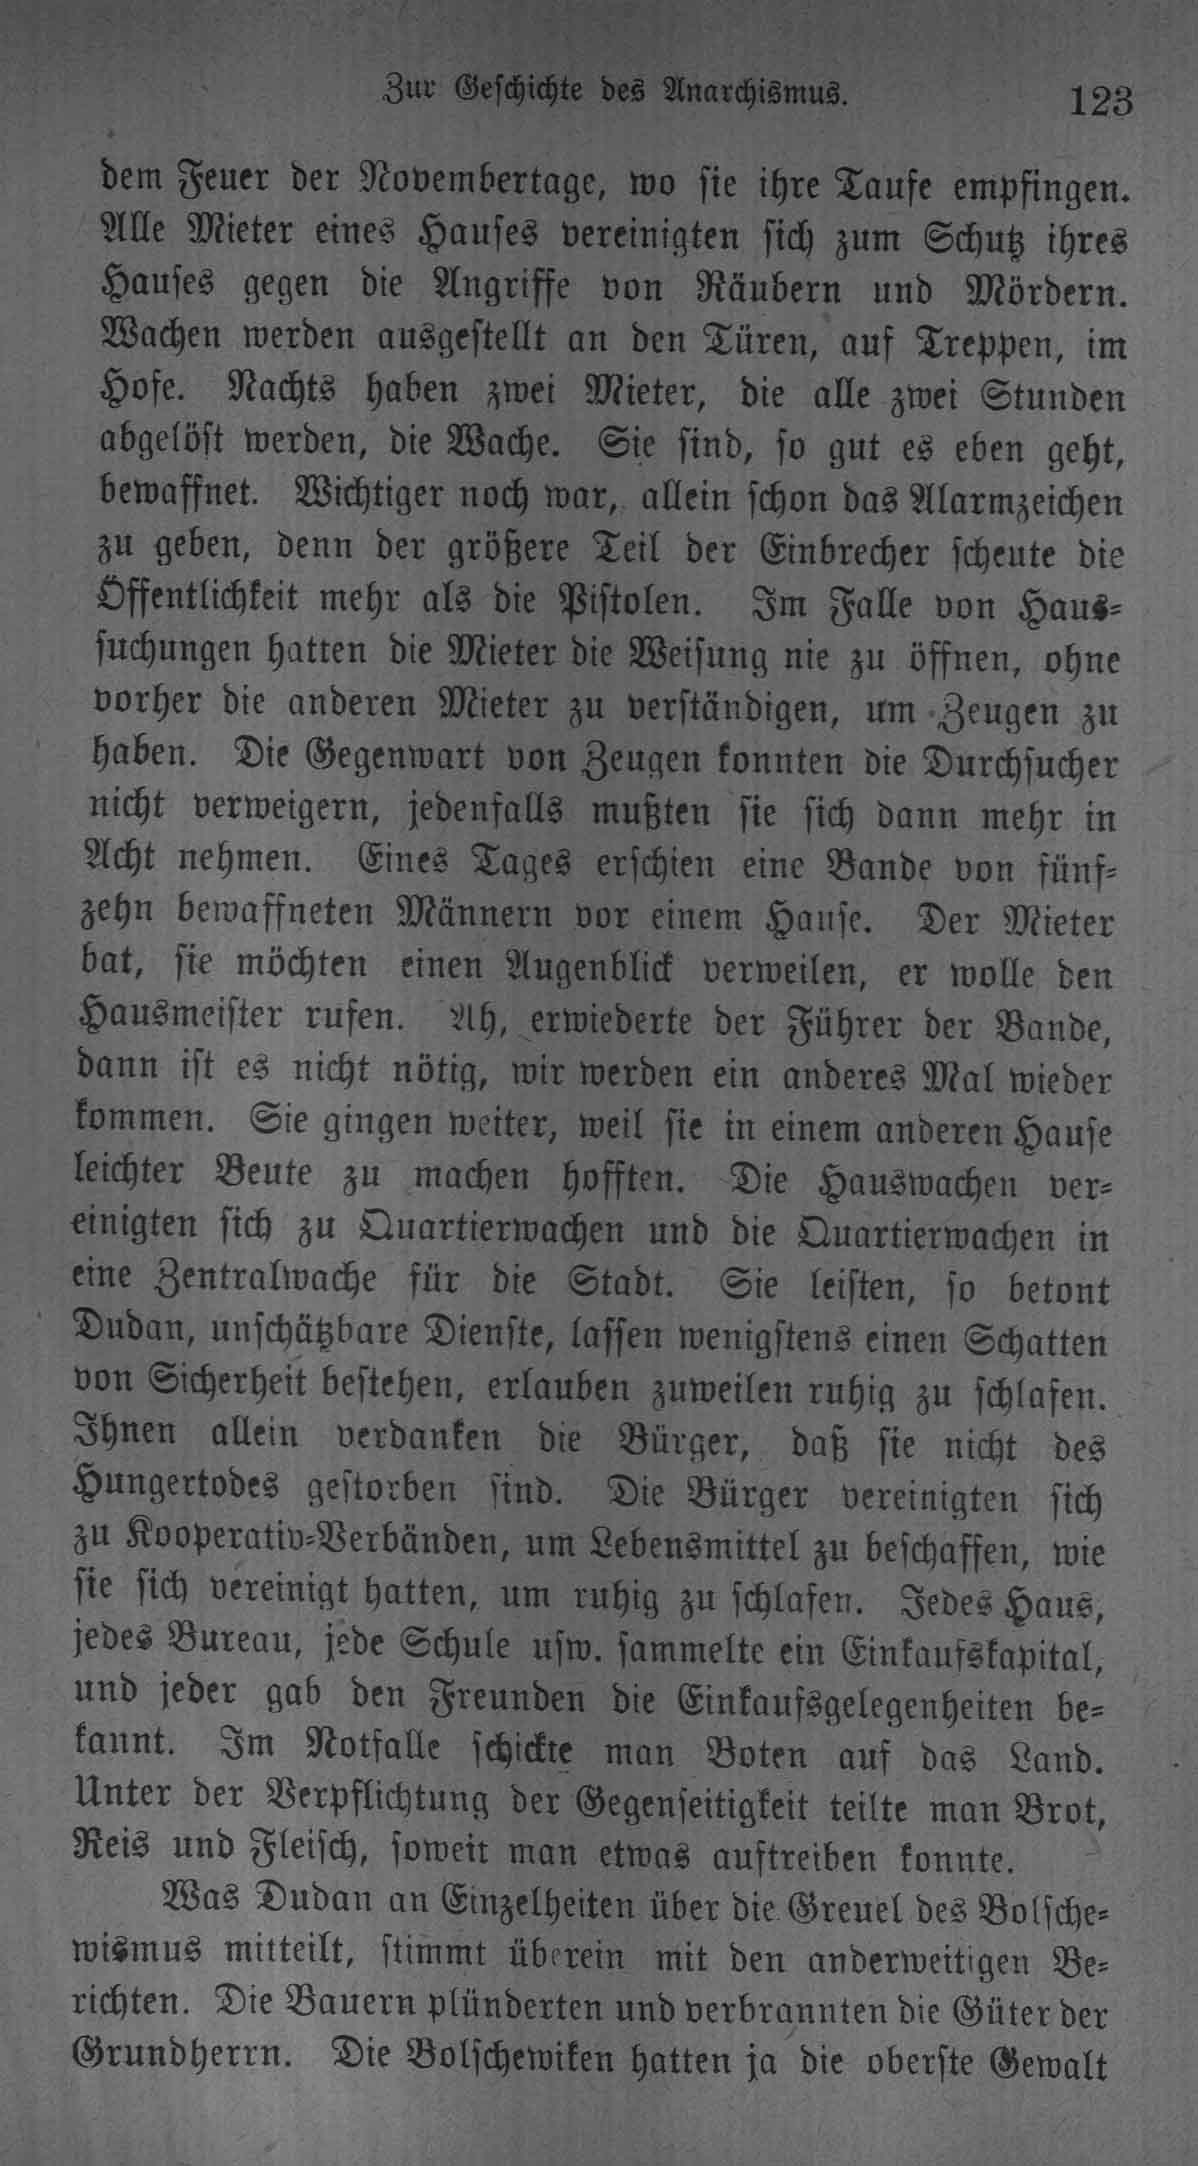 Zur Geschichte des Anarchismus. 123
dem Feuer der Novembertage, wo sie ihre Taufe empfingen.
Alle Mieter eines Hauses vereinigten sich zum Schutz ihres
Hauses gegen die Angriffe von Räubern und Mördern.
Wachen werden ausgestellt an den Türen, auf Treppen, im
Hofe. Nachts haben zwei Mieter, die alle zwei Stunden
abgelöst werden, die Wache. Sie sind, so gut es eben geht,
bewaffnet. Wichtiger noch war, allein schon das Alarmzeichen
zu geben, denn der größere Teil der Einbrecher scheute die
Öffentlichkeit mehr als die Pistolen. Im Falle von Haus-
suchungen hatten die Mieter die Weisung nie zu öffnen, ohne
vorher die anderen Mieter zu verständigen, um Zeugen zu
haben. Die Gegenwart von Zeugen konnten die Durchsucher
nicht verweigern, jedenfalls mußten sie sich dann mehr in
Acht nehmen. Eines Tages erschien eine Bande von fünf-
zehn bewaffneten Männern vor einem Hause. Der Mieter
bat, sie möchten einen Augenblick verweilen, er wolle den
Hausmeister rufen. Ah, erwiederte der Führer der Bande,
dann ist es nicht nötig, wir werden ein anderes Mal wieder
kommen. Sie gingen weiter, weil sie in einem anderen Hause
leichter Beute zu machen hofften. Die Hauswachen ver-
einigten sich zu Quartierwachen und die Quartierwachen in
eine Zentralwache für die Stadt. Sie leisten, so betont
Dudan, unschätzbare Dienste, lassen wenigstens einen Schatten
von Sicherheit bestehen, erlauben zuweilen ruhig zu schlafen.
Ihnen allein verdanken die Bürger, daß sie nicht des
Hungertodes gestorben sind. Die Bürger vereinigten sich
zu Kooperativ-Verbänden, um Lebensmittel zu beschaffen, wie
sie sich vereinigt hatten, um ruhig zu schlafen. Jedes Haus,
jedes Bureau, jede Schule usw. sammelte ein Einkaufskapital,
und jeder gab den Freunden die Einkaufsgelegenheiten be-
kannt. Im Notfalle schickte man Boten auf das Land.
Unter der Verpflichtung der Gegenseitigkeit teilte man Brot,
Reis und Fleisch, soweit man etwas auftreiben konnte.
Was Dudan an Einzelheiten über die Greuel des Bolsche-
wismus mitteilt, stimmt überein mit den anderweitigen Be-
richten. Die Bauern plünderten und verbrannten die Güter der
Grundherrn. Die Bolschewiken hatten ja die oberste Gewalt